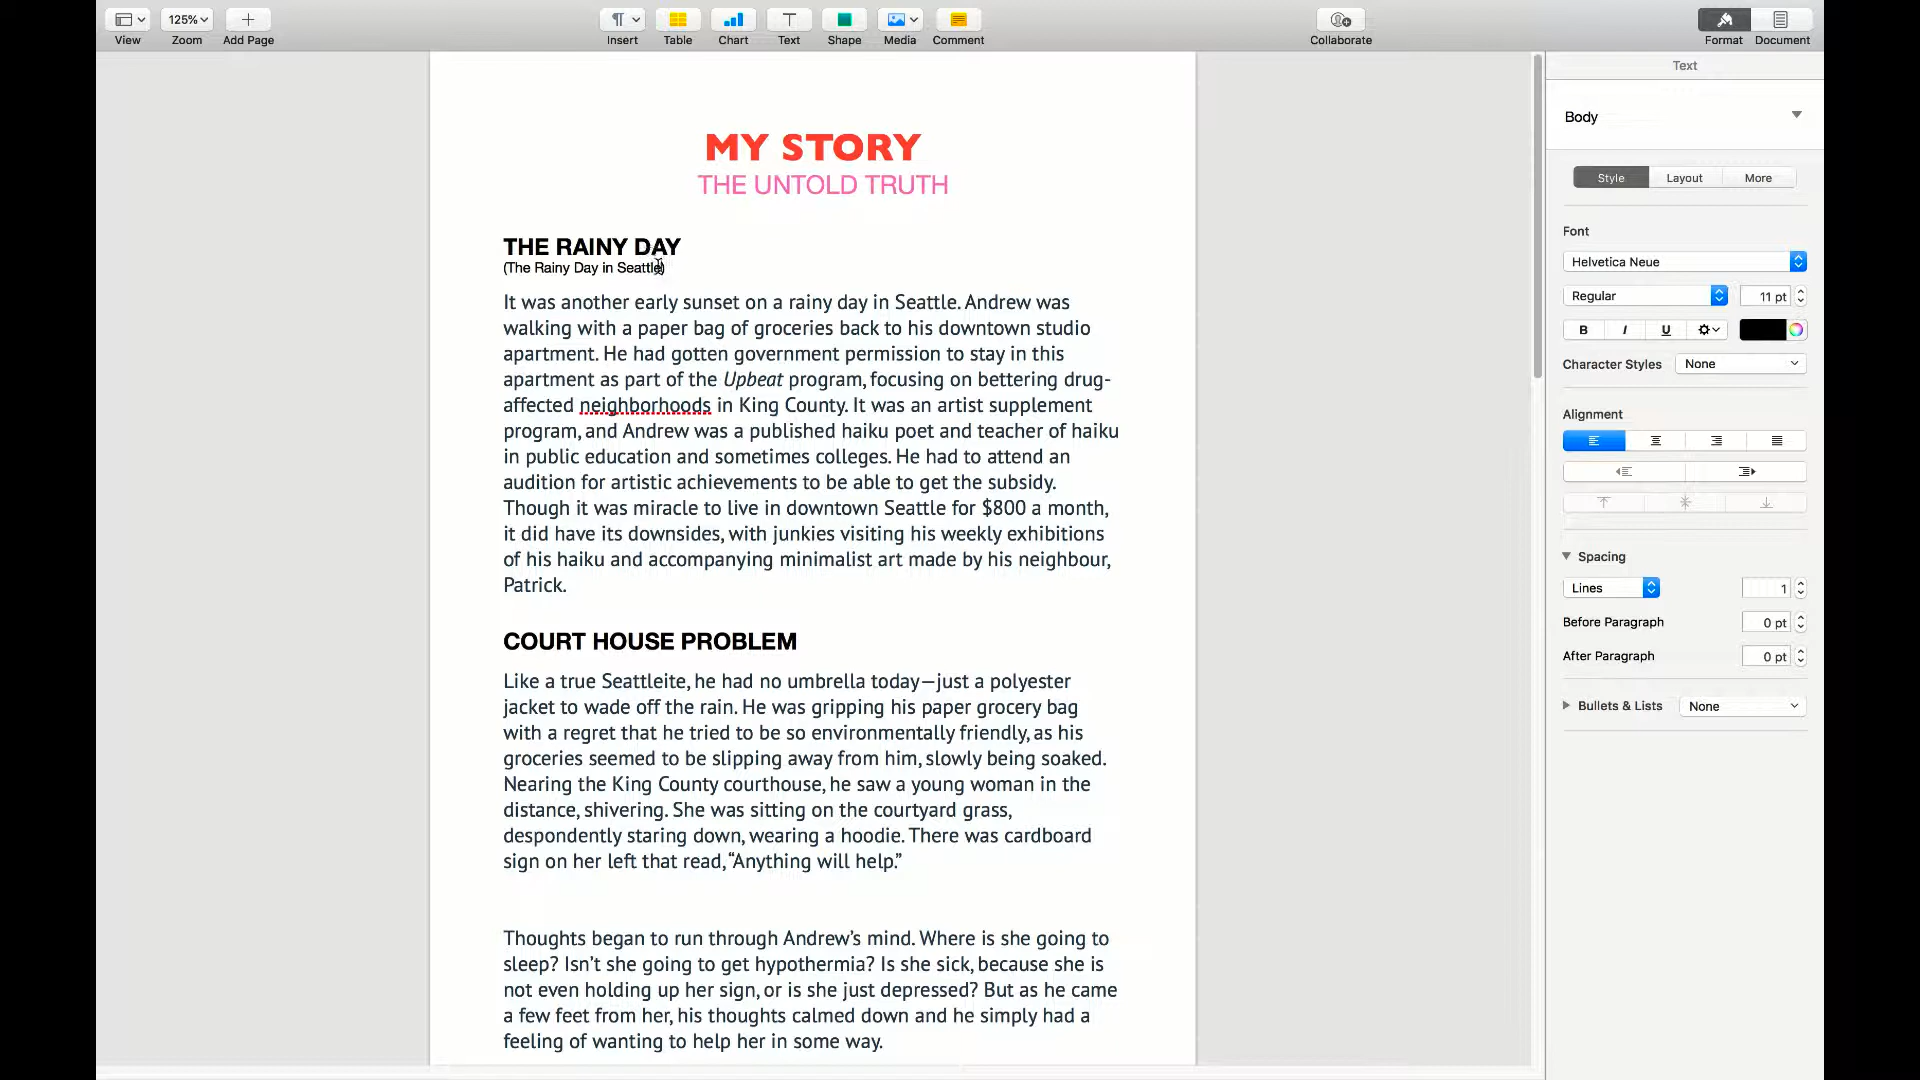 125%
View
Zoom
Add Page
Insert
Table
Chart
Text
Shape
Media
Comment
Collaborate
Format
Document
MY STORY
THE UNTOLD TRUTH
THE RAINY DAY
(The Rainy Day in Seattle)
It was another early sunset on a rainy day in Seattle. Andrew was
walking with a paper bag of groceries back to his downtown studio
apartment. He had gotten government permission to stay in this
apartment as part of the Upbeat program, focusing on bettering drug-
affected neighborhoods in King County. It was an artist supplement
program, and Andrew was a published haiku poet and teacher of haiku
in public education and sometimes colleges. He had to attend an
audition for artistic achievements to be able to get the subsidy.
Though it was miracle to live in downtown Seattle for $800 a month,
it did have its downsides, with junkies visiting his weekly exhibitions
of his haiku and accompanying minimalist art made by his neighbour,
Patrick.
COURT HOUSE PROBLEM
Like a true Seattleite, he had no umbrella today—just a polyester
jacket to wade off the rain. He was gripping his paper grocery bag
with a regret that he tried to be so environmentally friendly, as his
groceries seemed to be slipping away from him, slowly being soaked.
Nearing the King County courthouse, he saw a young woman in the
distance, shivering. She was sitting on the courtyard grass,
despondently staring down, wearing a hoodie. There was cardboard
sign on her left that read, “Anything will help.”
Thoughts began to run through Andrew’s mind. Where is she going to
sleep? Isn’t she going to get hypothermia? Is she sick, because she is
not even holding up her sign, or is she just depressed? But as he came
a few feet from her, his thoughts calmed down and he simply had a
feeling of wanting to help her in some way.
Text
Body
Style
Layout
More
Font
Helvetica Neue
Regular
11 pt
B
I
U
Character Styles
None
Alignment
Spacing
Lines
1
Before Paragraph
0 pt
After Paragraph
0 pt
Bullets & Lists
None